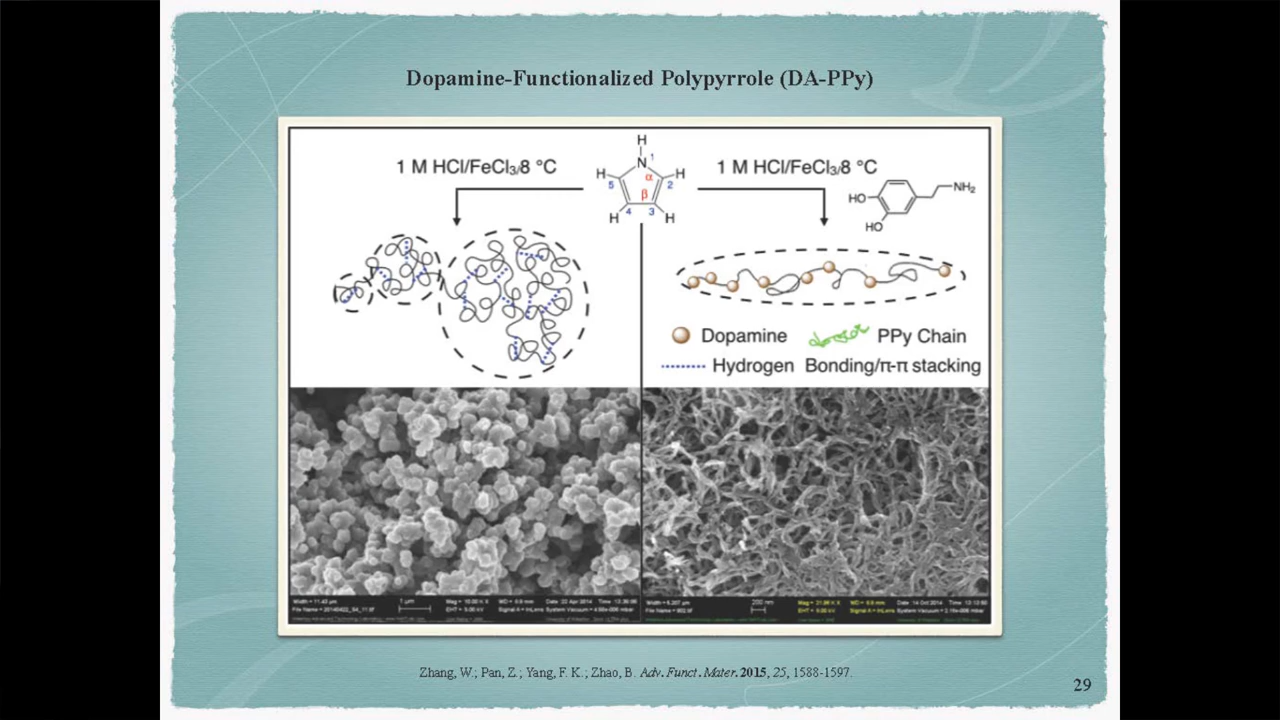 Dopamine-Functionalized Polypyrrole (DA-PPy)
1 M HCl/FeCl3/8 °C
H
N 1
H H
α
5 2
β
4 3
H H
1 M HCl/FeCl3/8 °C
NH2
HO
HO
Dopamine PPy Chain
Hydrogen Bonding/π-π stacking
1 µm
200 nm
Zhang, W.; Pan, Z.; Yang, F. K.; Zhao, B. Adv. Funct. Mater. 2015, 25, 1588-1597.
29